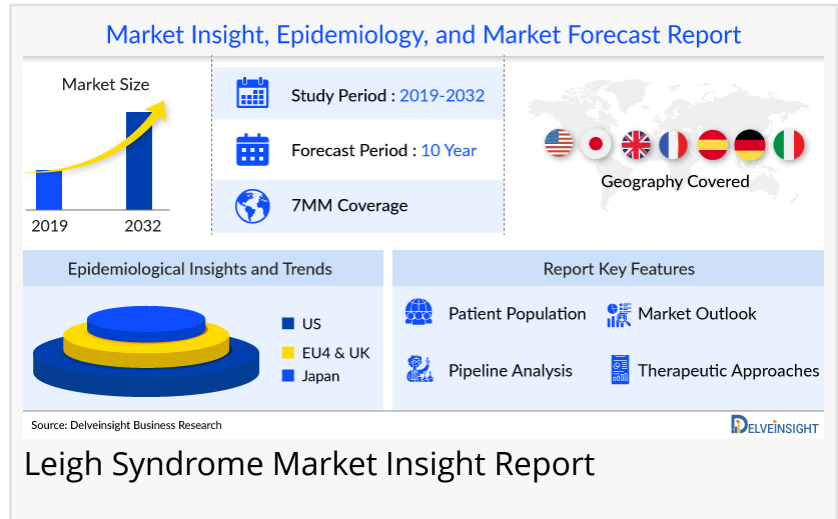 Market Insight, Epidemiology, and Market Forecast Report
Market Size
2019
2032
Study Period : 2019-2032
Forecast Period : 10 Year
7MM Coverage
Geography Covered
Epidemiological Insights and Trends
US
EU4 & UK
Japan
Report Key Features
Patient Population
Market Outlook
Pipeline Analysis
Therapeutic Approaches
Source: Delveinsight Business Research
DELVEINSIGHT
Leigh Syndrome Market Insight Report